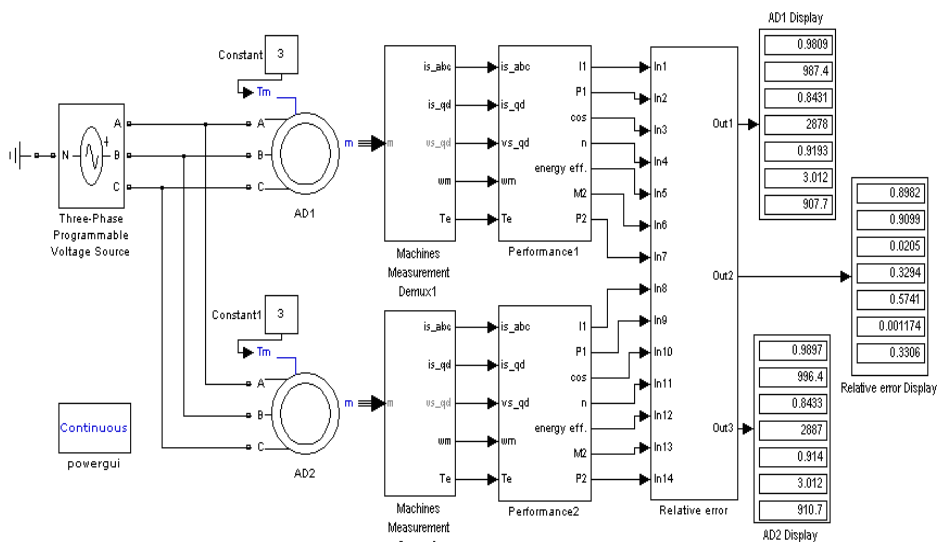 Constant
3
Tm
A
B
C
m
AD1
N
A
B
C
Three-Phase
Programmable
Voltage Source
m
is_abc
is_qd
vs_qd
wm
Te
Machines
Measurement
Demux1
is_abc
is_qd
vs_qd
wm
Te
I1
P1
cos
n
energy eff.
M2
P2
Performance1
In1
In2
In3
In4
In5
In6
In7
In8
In9
In10
In11
In12
In13
In14
Out1
Out2
Out3
Relative error
AD1 Display
0.9809
987.4
0.8431
2878
0.9193
3.012
907.7
0.8982
0.9099
0.0205
0.3294
0.5741
0.001174
0.3306
Relative error Display
Constant1
3
Tm
A
B
C
m
AD2
Continuous
powergui
m
is_abc
is_qd
vs_qd
wm
Te
Machines
Measurement
is_abc
is_qd
vs_qd
wm
Te
I1
P1
cos
n
energy eff.
M2
P2
Performance2
0.9897
996.4
0.8433
2887
0.914
3.012
910.7
AD2 Display